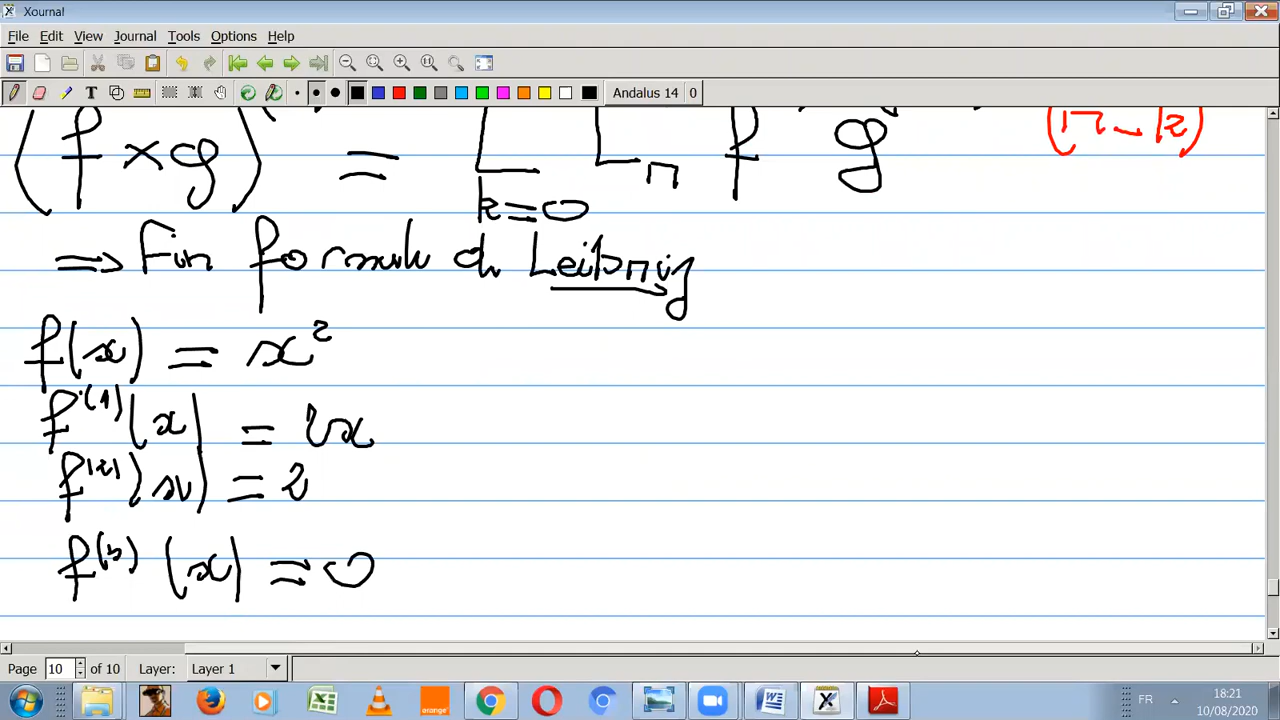 Xournal
File Edit View Journal Tools Options Help
Andalus 14 0
(n-k)
(f×g) = C n f g
k=0
⇒ Fin formule de Leibniz
f(x) = x²
f⁽¹⁾(x) = 2x
f⁽²⁾(x) = 2
f⁽³⁾(x) = 0
Page 10 of 10 Layer: Layer 1
orange
W
FR
18:21
10/08/2020